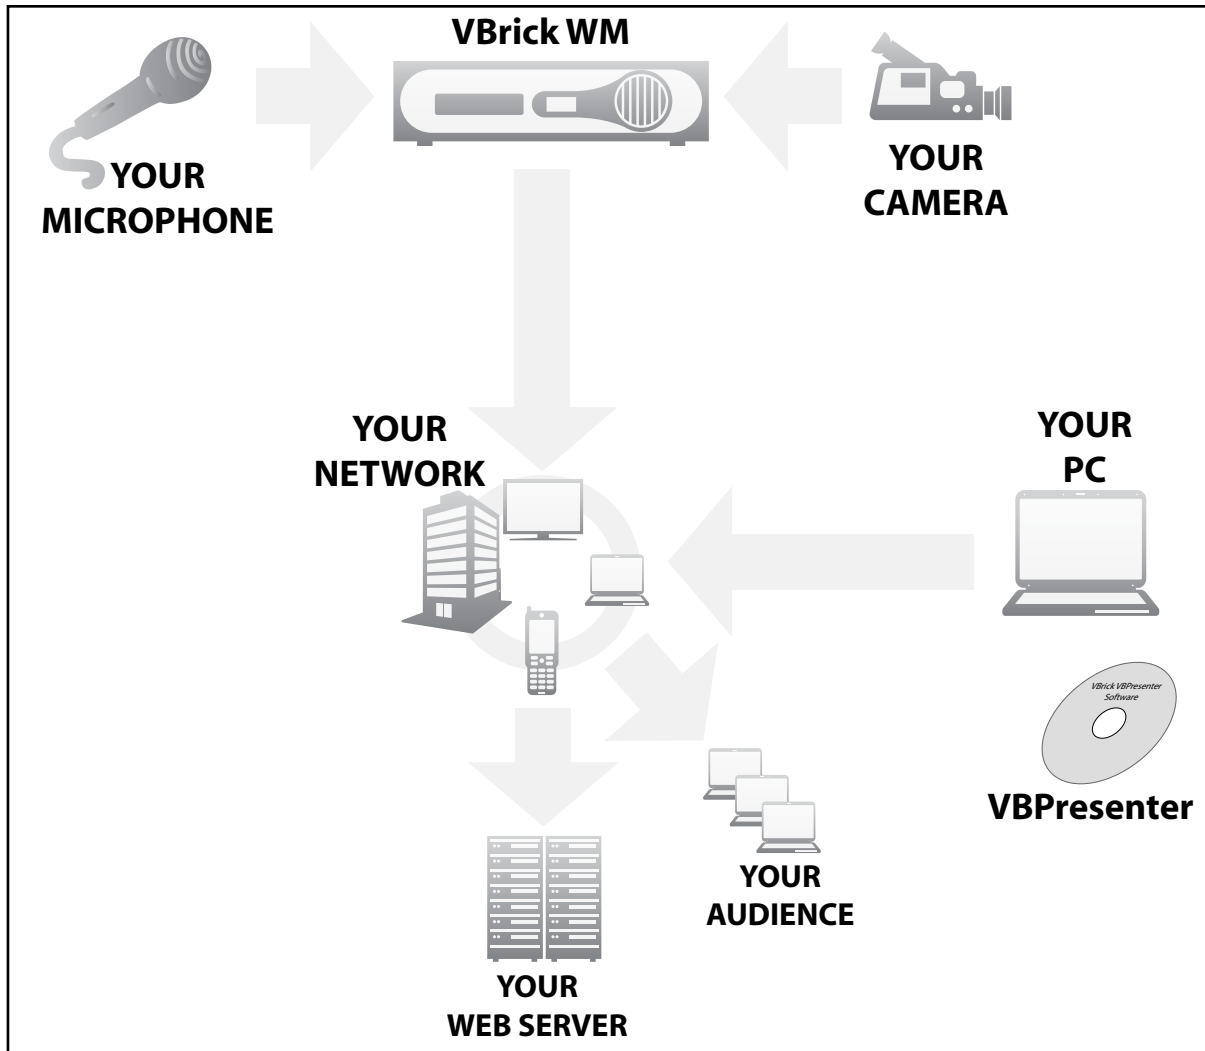 VBrick WM
YOUR
MICROPHONE
YOUR
CAMERA
YOUR
NETWORK
YOUR
PC
VBrick VBPresenter
Software
VBPresenter
YOUR
AUDIENCE
YOUR
WEB SERVER